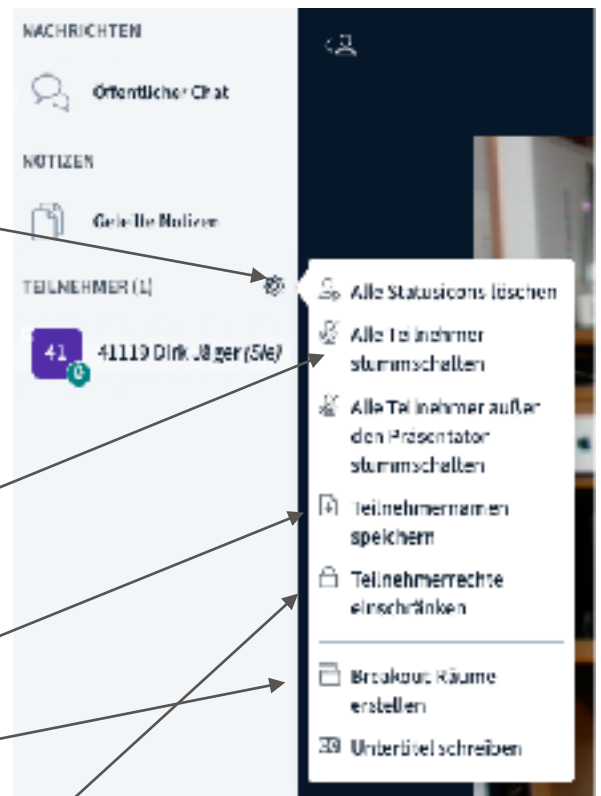 NACHRICHTEN
Öffentlicher Chat
NOTIZEN
Geteilte Notizen
TEILNEHMER (1)
41 41119 Dirk Jäger (Sie)
Alle Statusicons löschen
Alle Teilnehmer
stummschalten
Alle Teilnehmer außer
den Präsentator
stummschalten
Teilnehmernamen
speichern
Teilnehmerrechte
einschränken
Breakout-Räume
erstellen
Untertitel schreiben